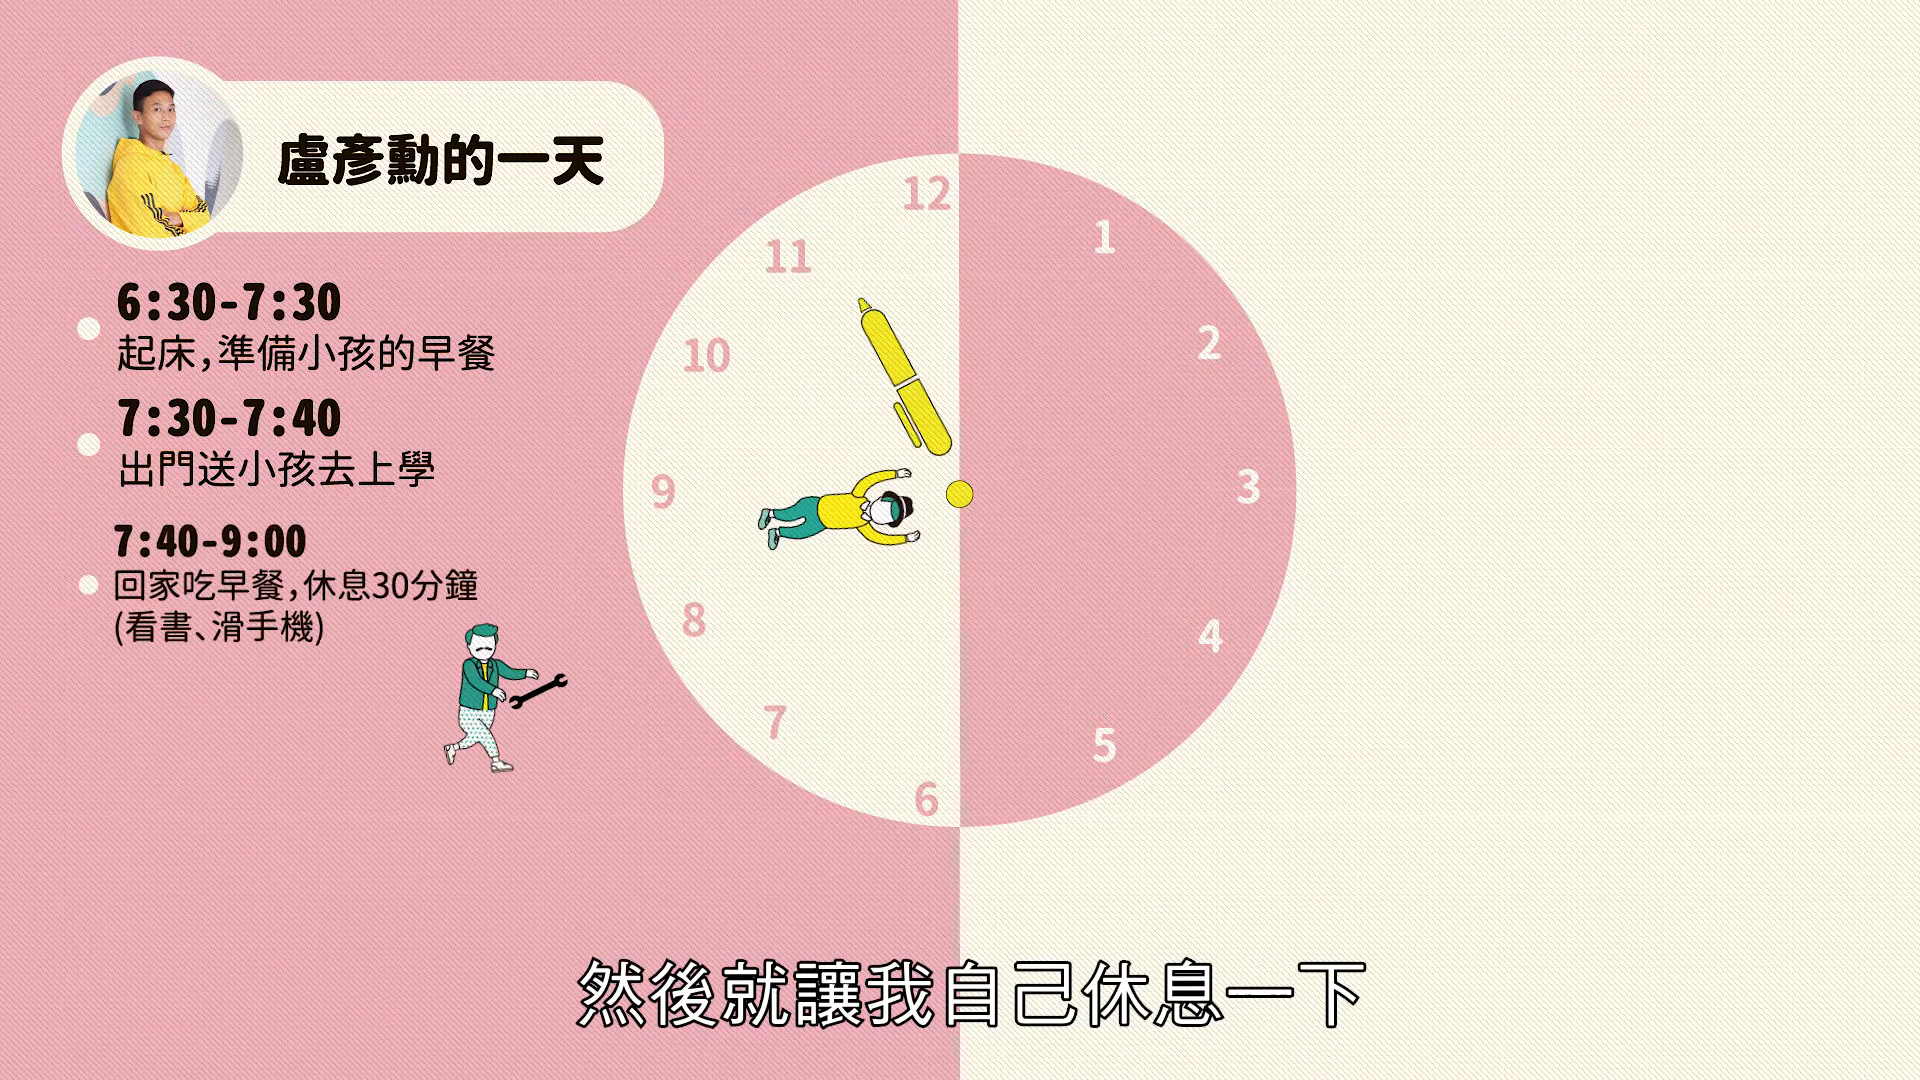 盧彥勳的一天
6:30-7:30
起床,準備小孩的早餐
7:30-7:40
出門送小孩去上學
7:40-9:00
回家吃早餐,休息30分鐘
(看書、滑手機)
12
11
10
9
8
7
6
1
2
3
4
5
然後就讓我自己休息一下